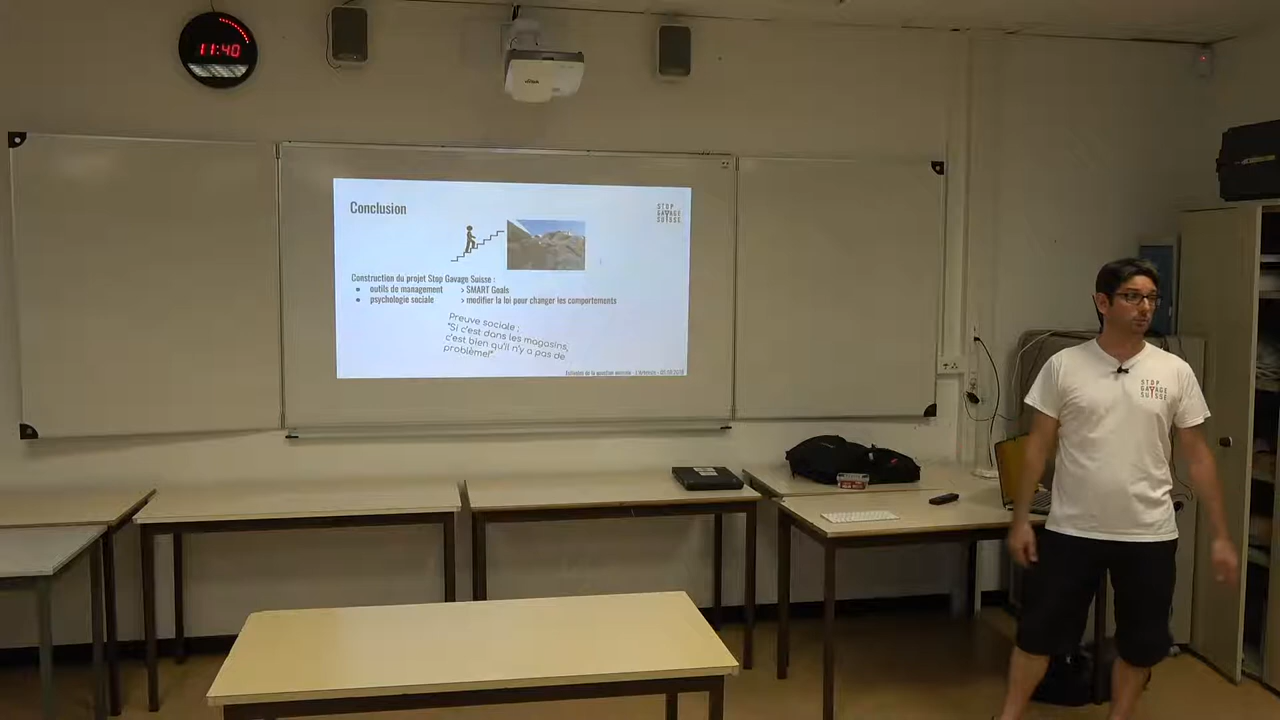 11:40
Conclusion
STOP
GAVAGE
SUISSE
Construction du projet Stop Gavage Suisse :
• outils de management > SMART Goals
• psychologie sociale > modifier la loi pour changer les comportements
Preuve sociale :
"Si c'est dans les magasins,
c'est bien qu'il n'y a pas de
problème!"
STOP
GAVAGE
SUISSE